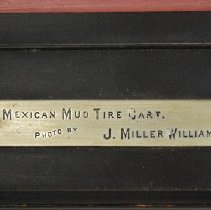 Mexican Mud Tire Cart.
Photo by J. Miller William